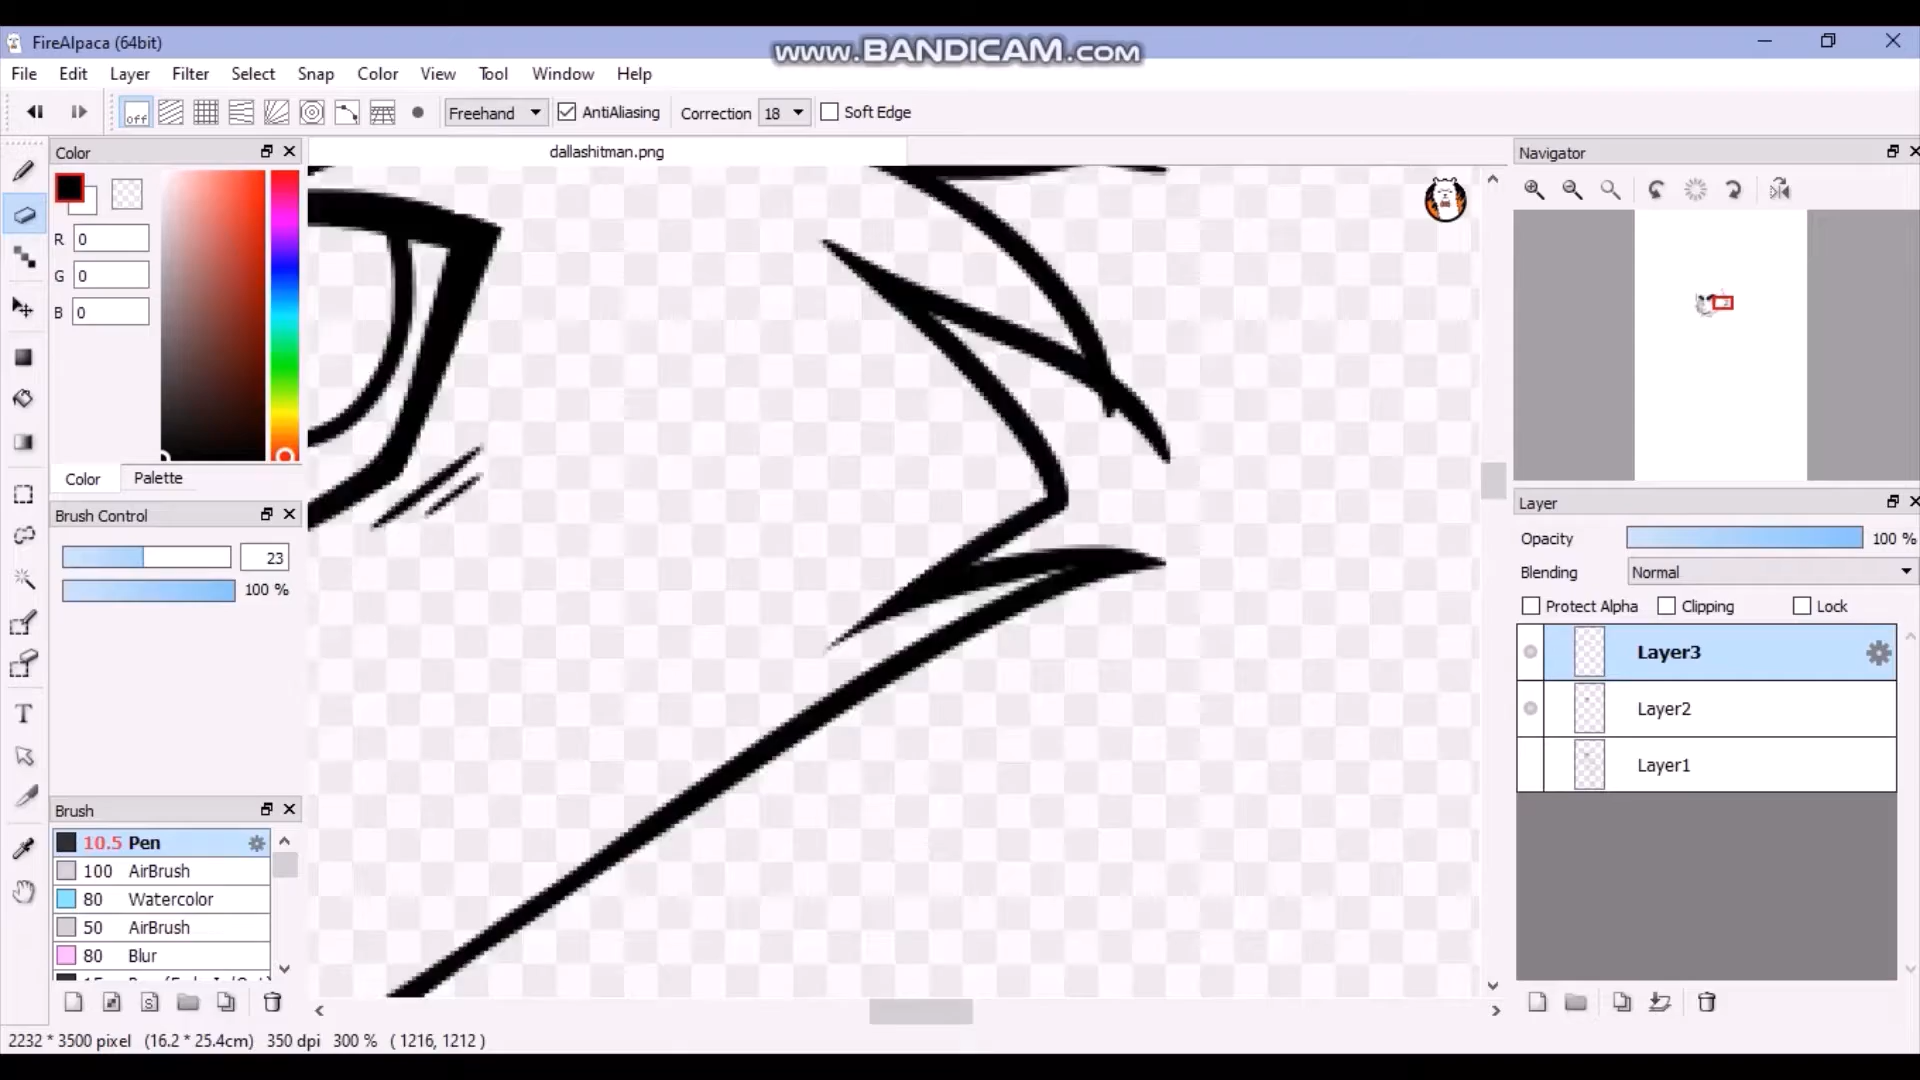 FireAlpaca (64bit)
www.BANDICAM.com
File Edit Layer Filter Select Snap Color View Tool Window Help
off Freehand AntiAliasing Correction 18 Soft Edge
Color
dallashitman.png
Navigator
R 0
G 0
B 0
Color Palette
Brush Control
23
100 %
Layer
Opacity 100 %
Blending Normal
Protect Alpha Clipping Lock
Layer3
Layer2
Layer1
Brush
10.5 Pen
100 AirBrush
80 Watercolor
50 AirBrush
80 Blur
T
S
2232 * 3500 pixel (16.2 * 25.4cm) 350 dpi 300 % ( 1216, 1212 )